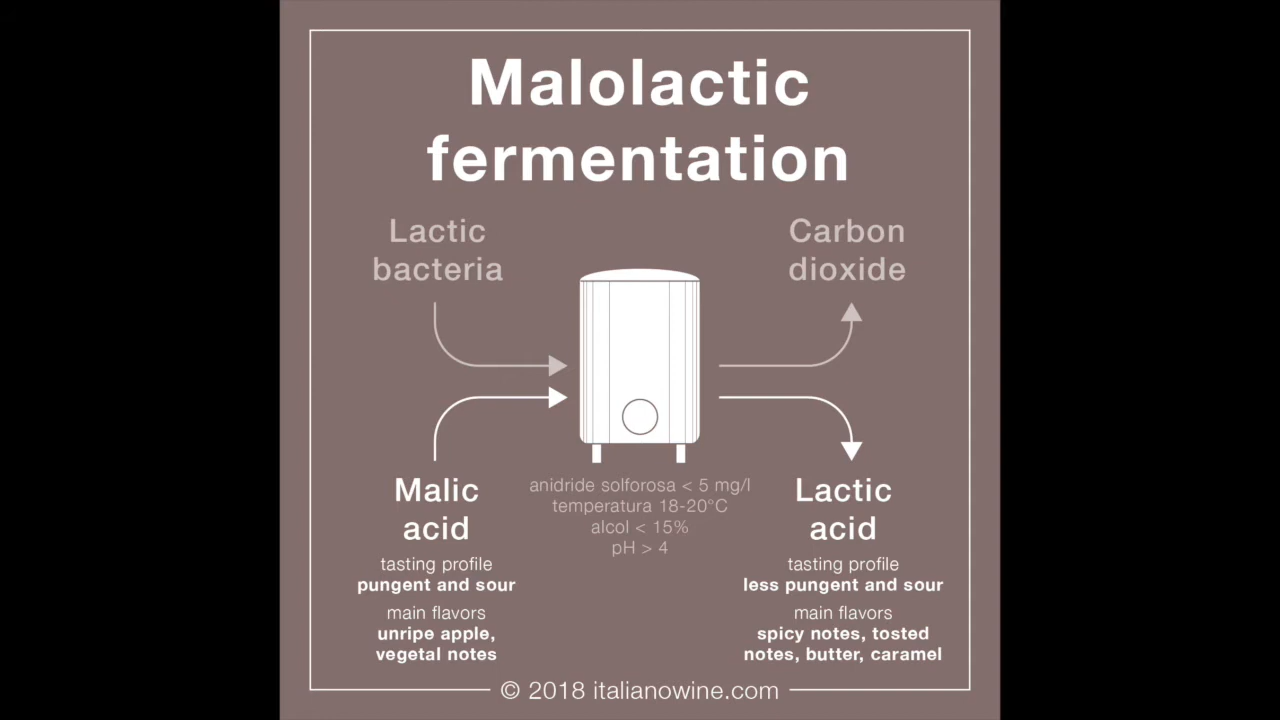 Malolactic
fermentation
Lactic
bacteria
Carbon
dioxide
anidride solforosa < 5 mg/l
temperatura 18-20°C
alcol < 15%
pH > 4
Malic
acid
tasting profile
pungent and sour
main flavors
unripe apple,
vegetal notes
Lactic
acid
tasting profile
less pungent and sour
main flavors
spicy notes, tosted
notes, butter, caramel
© 2018 italianowine.com